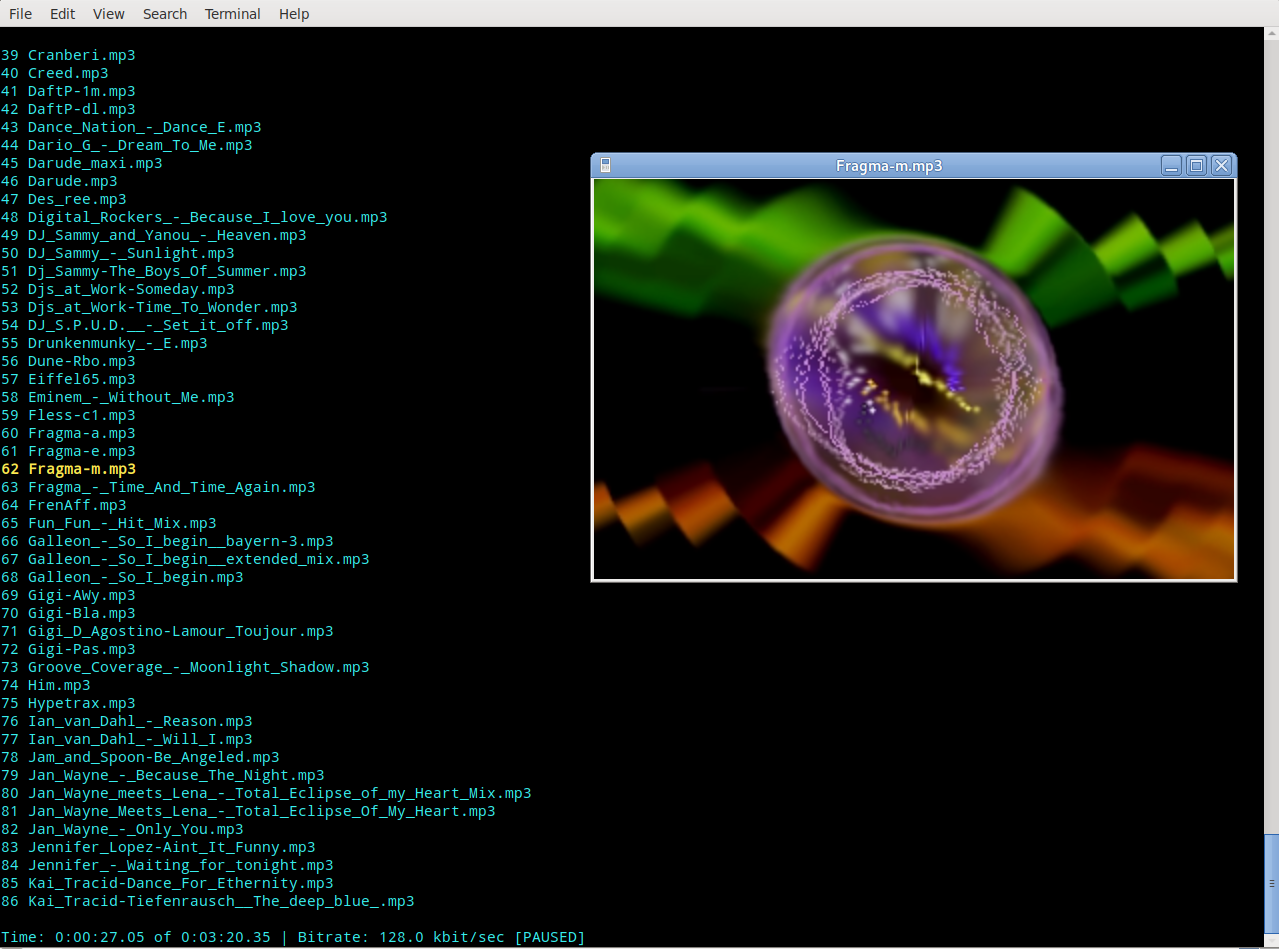 File Edit View Search Terminal Help
39 Cranberi.mp3
40 Creed.mp3
41 DaftP-1m.mp3
42 DaftP-dl.mp3
43 Dance_Nation_-_Dance_E.mp3
44 Dario_G_-_Dream_To_Me.mp3
45 Darude_maxi.mp3
46 Darude.mp3
47 Des_ree.mp3
48 Digital_Rockers_-_Because_I_love_you.mp3
49 DJ_Sammy_and_Yanou_-_Heaven.mp3
50 DJ_Sammy_-_Sunlight.mp3
51 Dj_Sammy-The_Boys_Of_Summer.mp3
52 Djs_at_Work-Someday.mp3
53 Djs_at_Work-Time_To_Wonder.mp3
54 DJ_S.P.U.D.__-_Set_it_off.mp3
55 Drunkenmunky_-_E.mp3
56 Dune-Rbo.mp3
57 Eiffel65.mp3
58 Eminem_-_Without_Me.mp3
59 Fless-c1.mp3
60 Fragma-a.mp3
61 Fragma-e.mp3
62 Fragma-m.mp3
63 Fragma_-_Time_And_Time_Again.mp3
64 FrenAff.mp3
65 Fun_Fun_-_Hit_Mix.mp3
66 Galleon_-_So_I_begin__bayern-3.mp3
67 Galleon_-_So_I_begin__extended_mix.mp3
68 Galleon_-_So_I_begin.mp3
69 Gigi-AWy.mp3
70 Gigi-Bla.mp3
71 Gigi_D_Agostino-Lamour_Toujour.mp3
72 Gigi-Pas.mp3
73 Groove_Coverage_-_Moonlight_Shadow.mp3
74 Him.mp3
75 Hypetrax.mp3
76 Ian_van_Dahl_-_Reason.mp3
77 Ian_van_Dahl_-_Will_I.mp3
78 Jam_and_Spoon-Be_Angeled.mp3
79 Jan_Wayne_-_Because_The_Night.mp3
80 Jan_Wayne_meets_Lena_-_Total_Eclipse_of_my_Heart_Mix.mp3
81 Jan_Wayne_Meets_Lena_-_Total_Eclipse_Of_My_Heart.mp3
82 Jan_Wayne_-_Only_You.mp3
83 Jennifer_Lopez-Aint_It_Funny.mp3
84 Jennifer_-_Waiting_for_tonight.mp3
85 Kai_Tracid-Dance_For_Ethernity.mp3
86 Kai_Tracid-Tiefenrausch__The_deep_blue_.mp3
Time: 0:00:27.05 of 0:03:20.35 | Bitrate: 128.0 kbit/sec [PAUSED]
Fragma-m.mp3